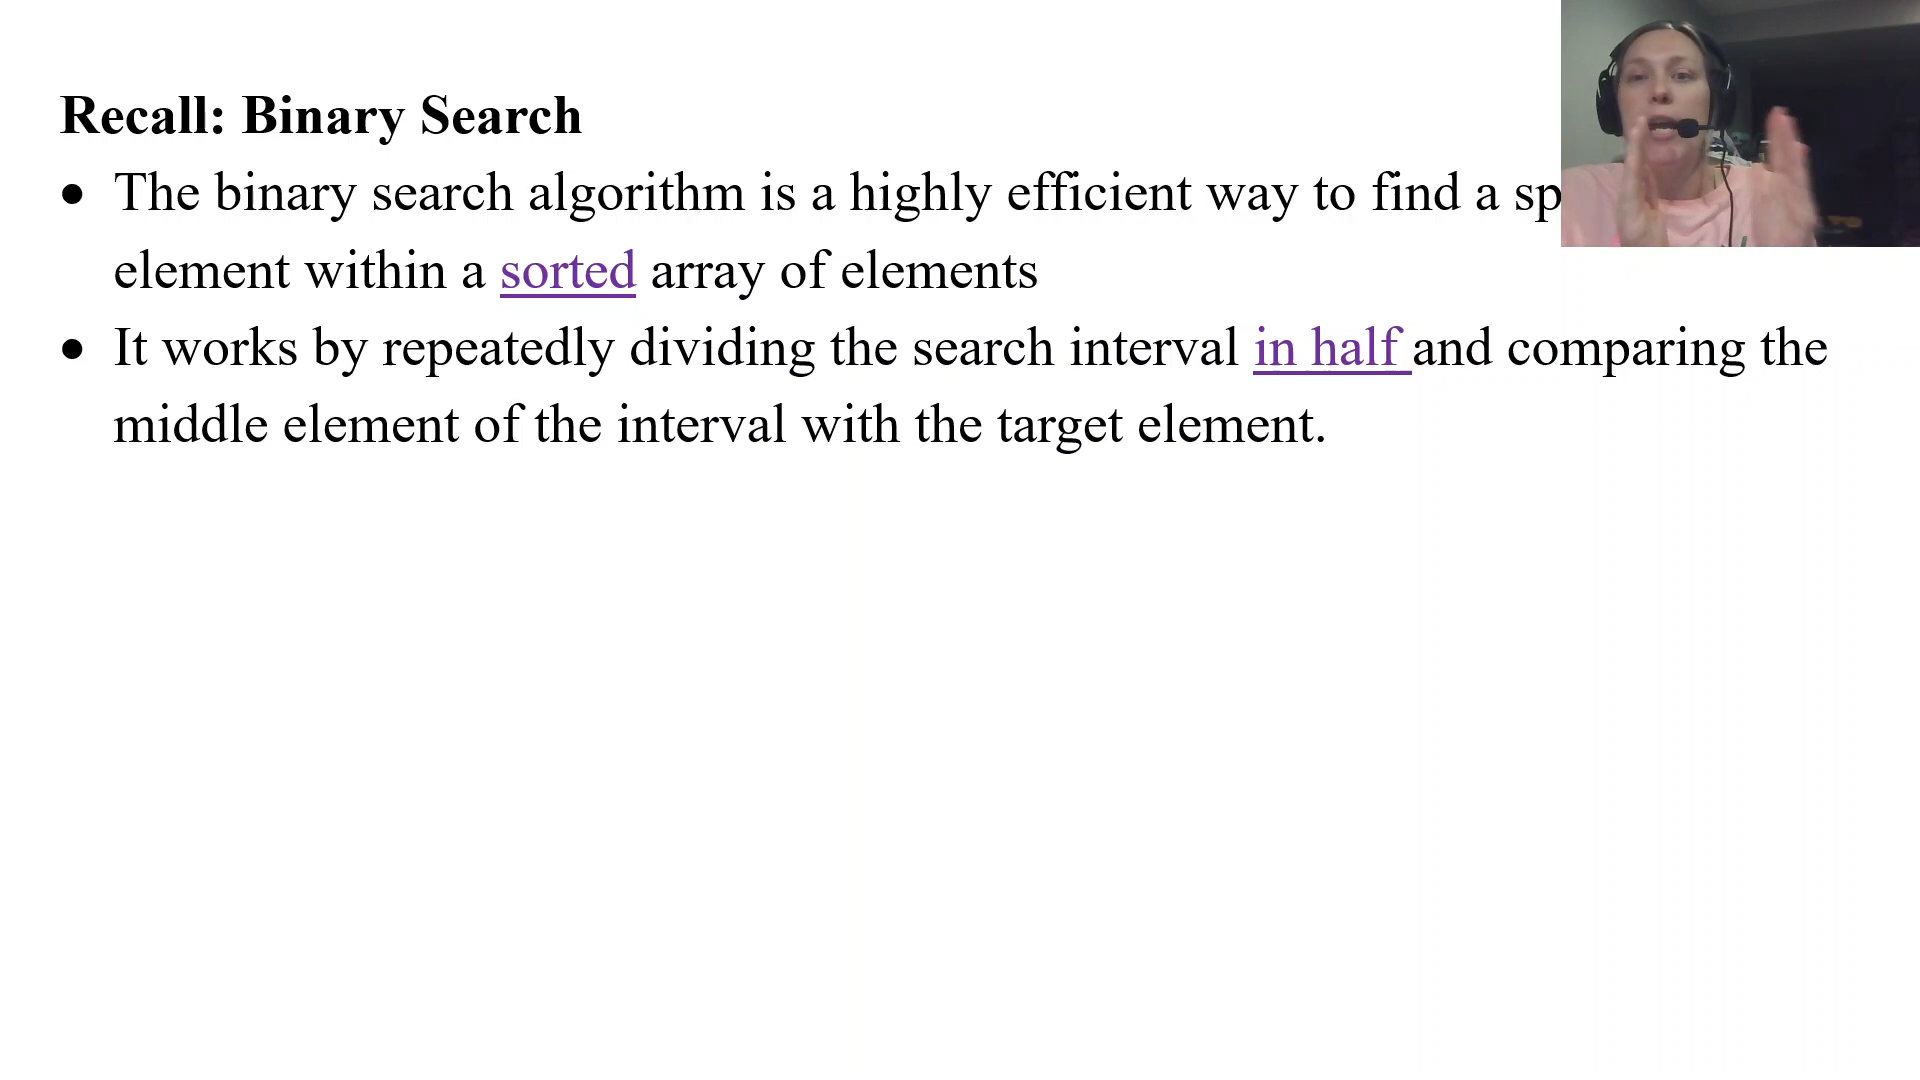 Recall: Binary Search
• The binary search algorithm is a highly efficient way to find a
element within a sorted array of elements
• It works by repeatedly dividing the search interval in half and comparing the
middle element of the interval with the target element.